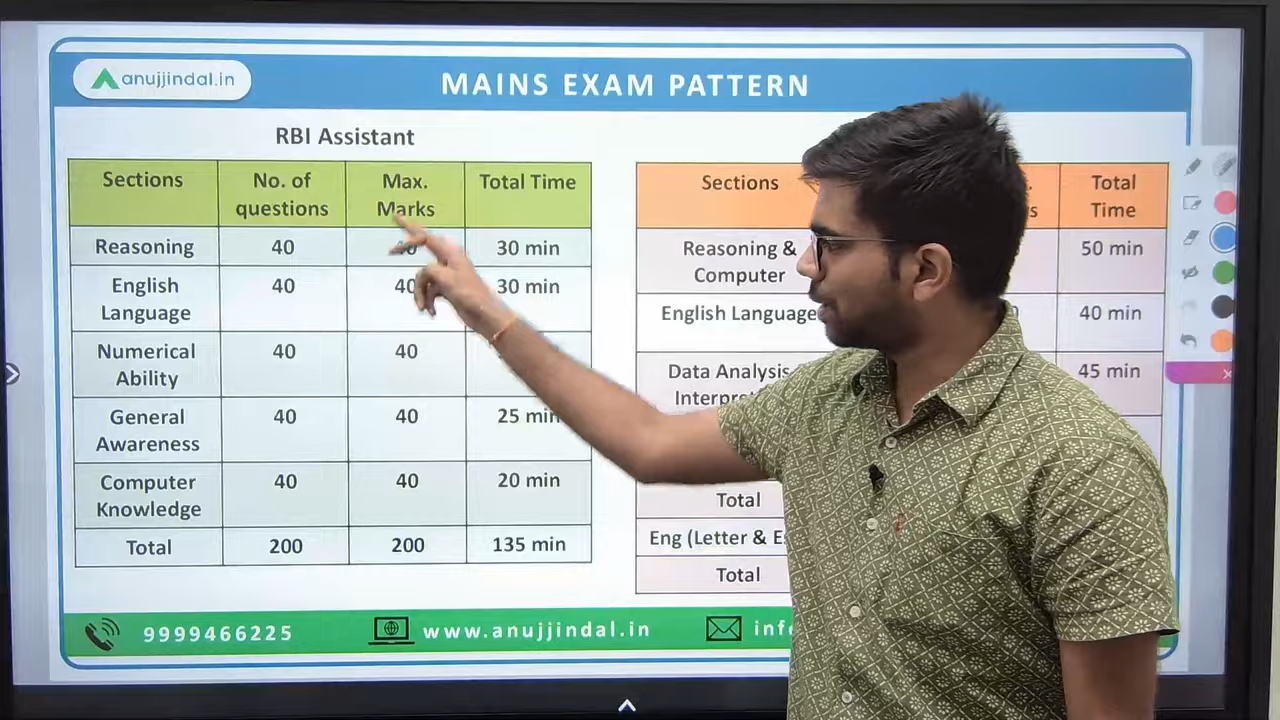 anujjindal.in
MAINS EXAM PATTERN
RBI Assistant
Sections No. of questions Max. Marks Total Time
Reasoning 40 40 30 min
English Language 40 40 30 min
Numerical Ability 40 40
General Awareness 40 40 25 min
Computer Knowledge 40 40 20 min
Total 200 200 135 min
Sections Total Time
Reasoning & Computer 50 min
English Language 40 min
Data Analysis 45 min
Total
Eng (Letter &
Total
9999466225 www.anujjindal.in